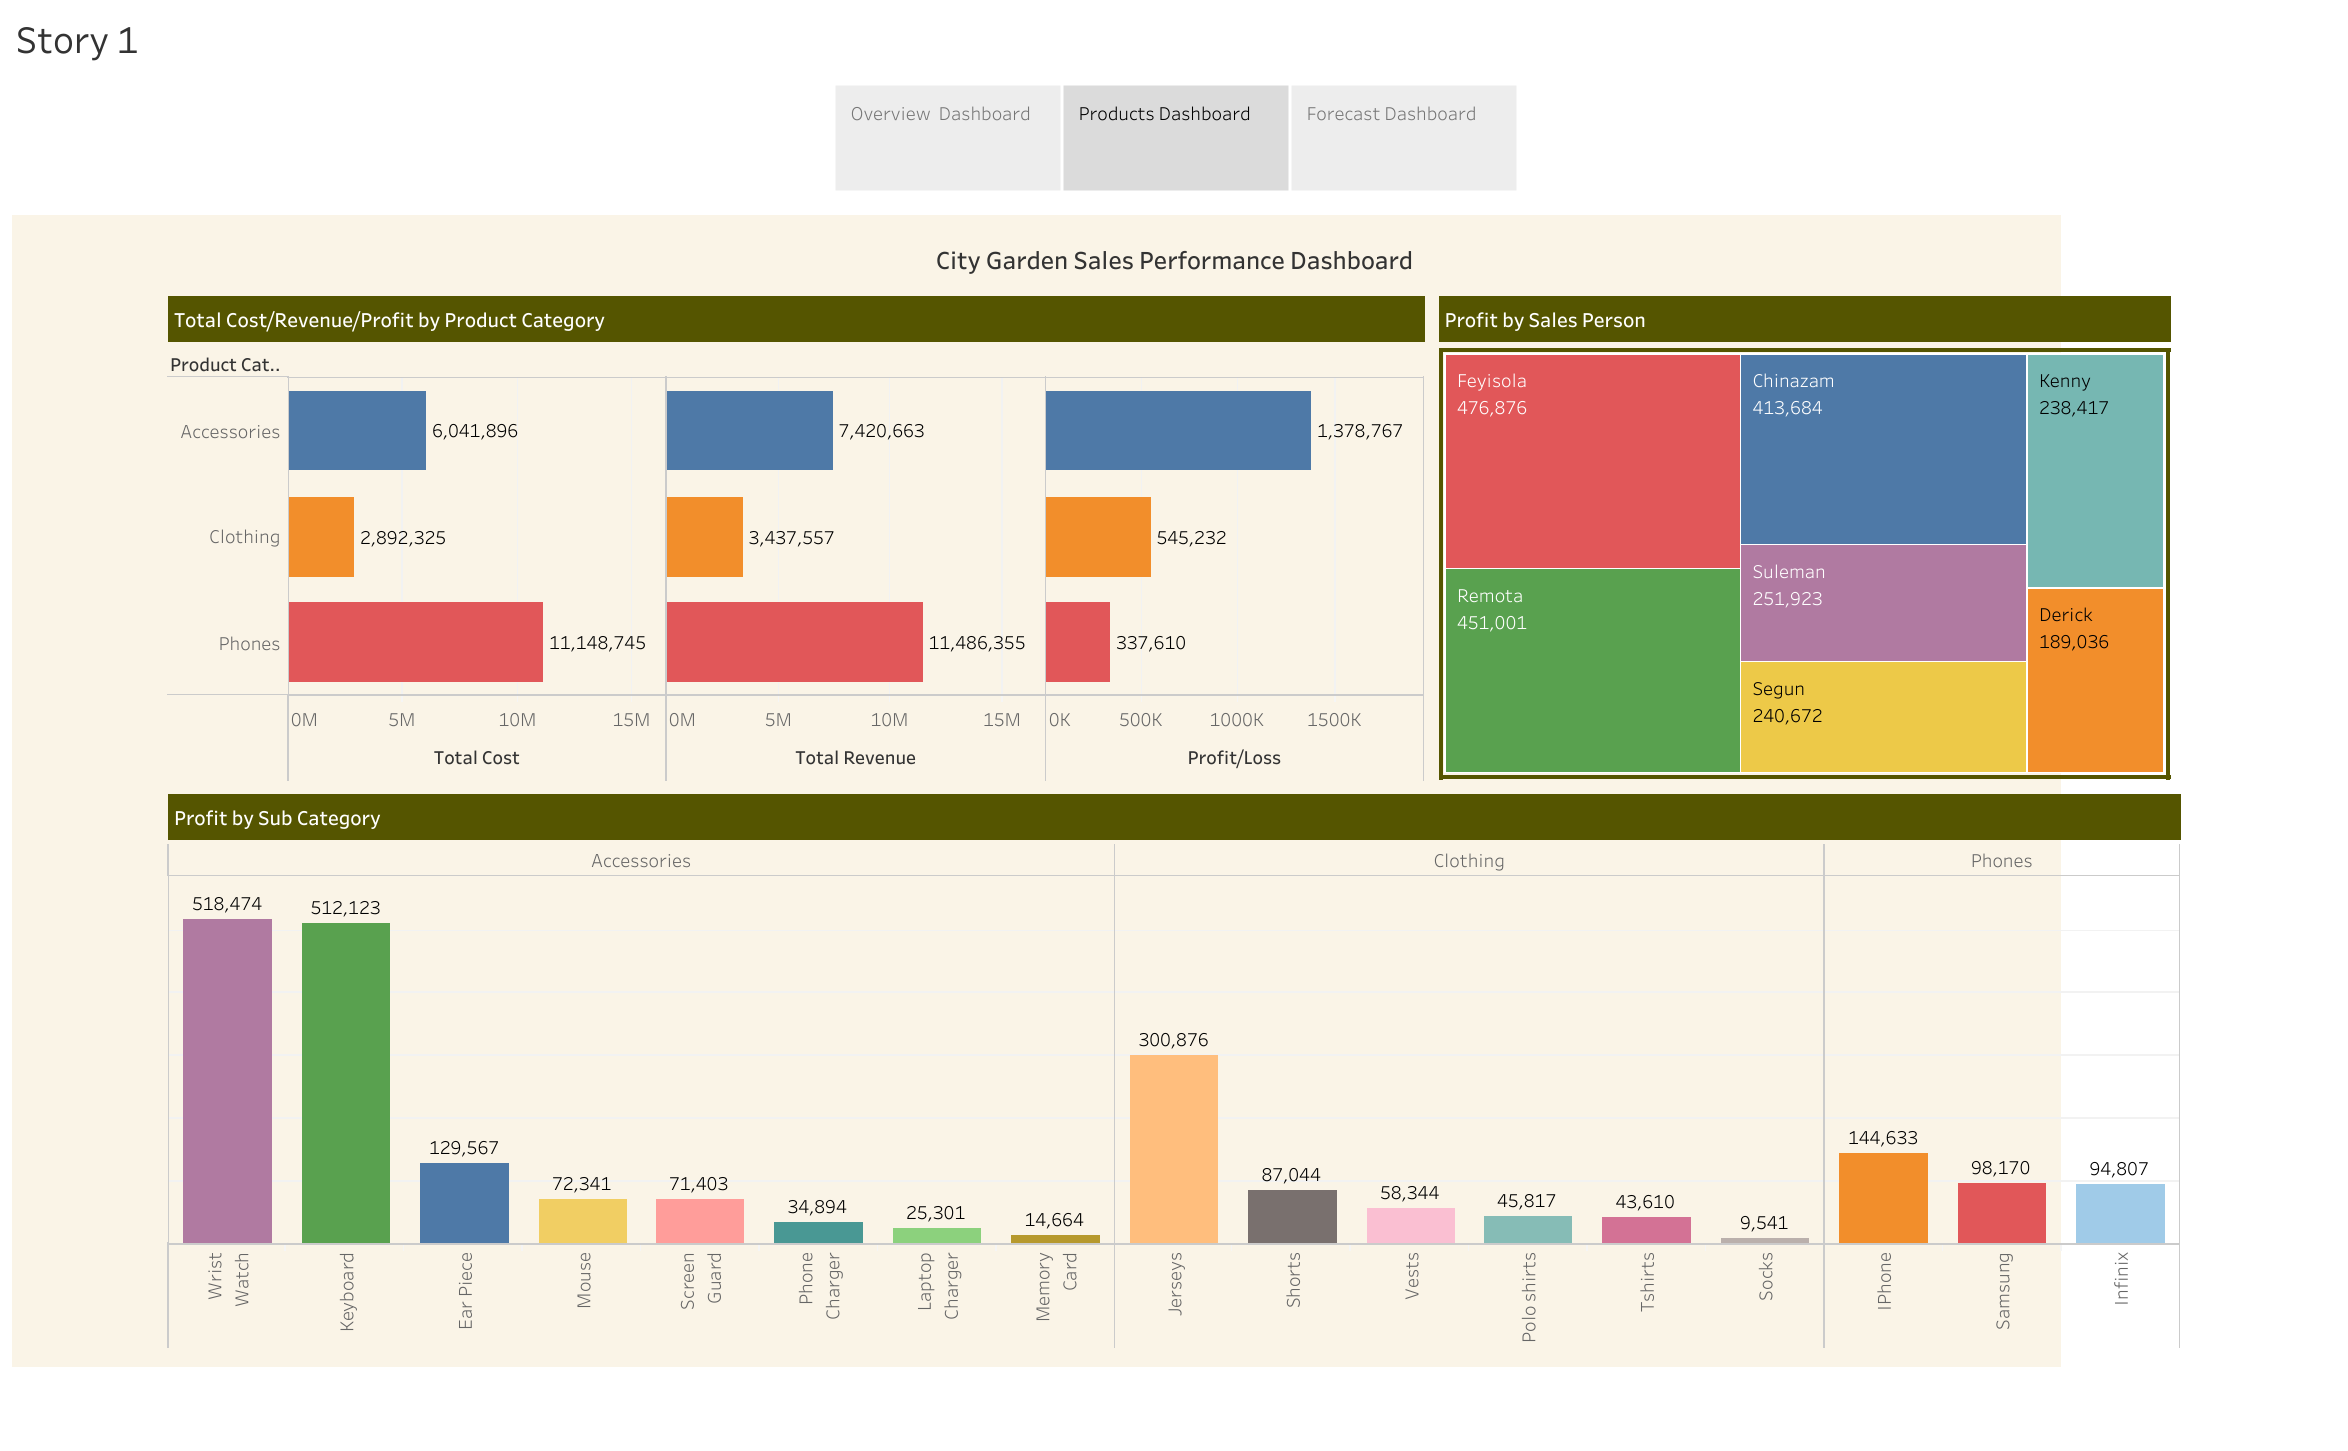 Story 1
Overview  Dashboard
Products Dashboard
Forecast Dashboard
City Garden Sales Performance Dashboard
Total Cost/Revenue/Profit by Product Category
Product Cat..
Accessories
6,041,896
7,420,663
1,378,767
Clothing
2,892,325
3,437,557
545,232
Phones
11,148,745
11,486,355
337,610
0M 5M 10M 15M
0M 5M 10M 15M
0K 500K 1000K 1500K
Total Cost
Total Revenue
Profit/Loss
Profit by Sales Person
Feyisola
476,876
Remota
451,001
Chinazam
413,684
Suleman
251,923
Segun
240,672
Kenny
238,417
Derick
189,036
Profit by Sub Category
Accessories
Clothing
Phones
518,474
512,123
129,567
72,341
71,403
34,894
25,301
14,664
300,876
87,044
58,344
45,817
43,610
9,541
144,633
98,170
94,807
Wrist
Watch
Keyboard
Ear Piece
Mouse
Screen
Guard
Phone
Charger
Laptop
Charger
Memory
Card
Jerseys
Shorts
Vests
Polo shirts
Tshirts
Socks
IPhone
Samsung
Infinix